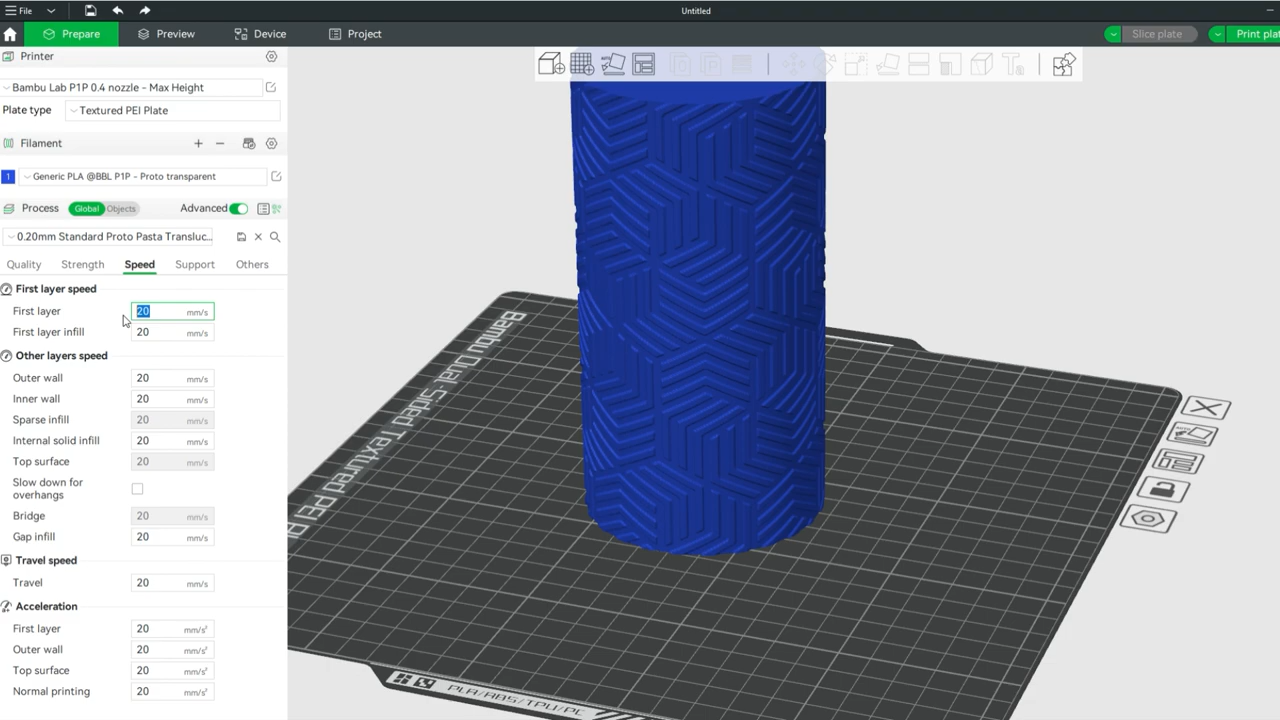 File
Untitled
Prepare
Preview
Device
Project
Slice plate
Print plat
Printer
Bambu Lab P1P 0.4 nozzle - Max Height
Plate type
Textured PEI Plate
Filament
1
Generic PLA @BBL P1P - Proto transparent
Process
Global
Objects
Advanced
0.20mm Standard Proto Pasta Transluc...
Quality
Strength
Speed
Support
Others
First layer speed
First layer 20 mm/s
First layer infill 20 mm/s
Other layers speed
Outer wall 20 mm/s
Inner wall 20 mm/s
Sparse infill 20 mm/s
Internal solid infill 20 mm/s
Top surface 20 mm/s
Slow down for
overhangs
Bridge 20 mm/s
Gap infill 20 mm/s
Travel speed
Travel 20 mm/s
Acceleration
First layer 20 mm/s²
Outer wall 20 mm/s²
Top surface 20 mm/s²
Normal printing 20 mm/s²
Bambu Dual-Sided Textured PEI Pl
PLA/ABS/TPU/PC
AUTO